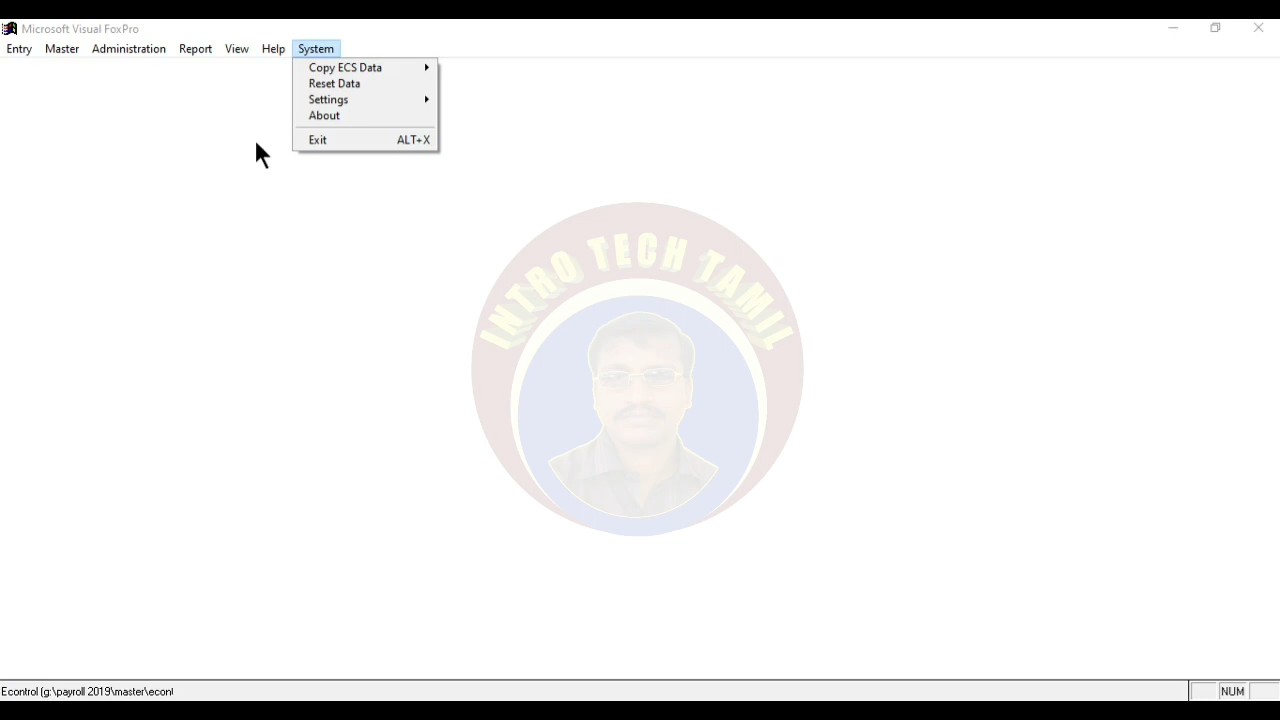 Microsoft Visual FoxPro
Entry Master Administration Report View Help System
Copy ECS Data
Reset Data
Settings
About
Exit ALT+X
INTRO TECH TAMIL
Econtrol (g:\payroll 2019\master\econt
NUM